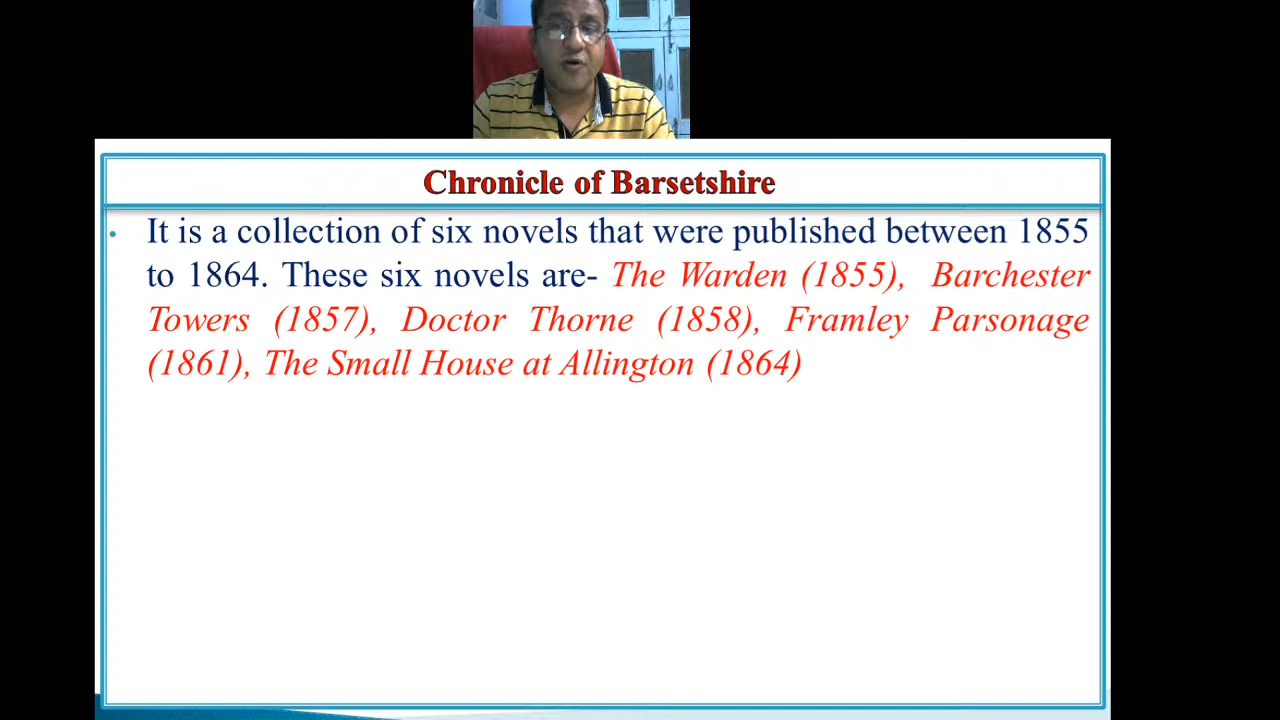 Chronicle of Barsetshire
• It is a collection of six novels that were published between 1855
to 1864. These six novels are- The Warden (1855), Barchester
Towers (1857), Doctor Thorne (1858), Framley Parsonage
(1861), The Small House at Allington (1864)